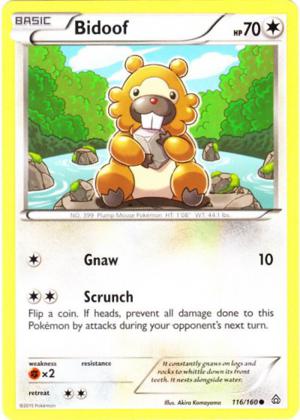 BASIC
Bidoof
HP70
NO. 399 Plump Mouse Pokémon HT: 1'08" WT: 44.1 lbs.
Gnaw 10
Scrunch
Flip a coin. If heads, prevent all damage done to this
Pokémon by attacks during your opponent's next turn.
weakness
×2
resistance
retreat
It constantly gnaws on logs and
rocks to whittle down its front
teeth. It nests alongside water.
©2015 Pokémon
Illus. Akira Komayama
116/160